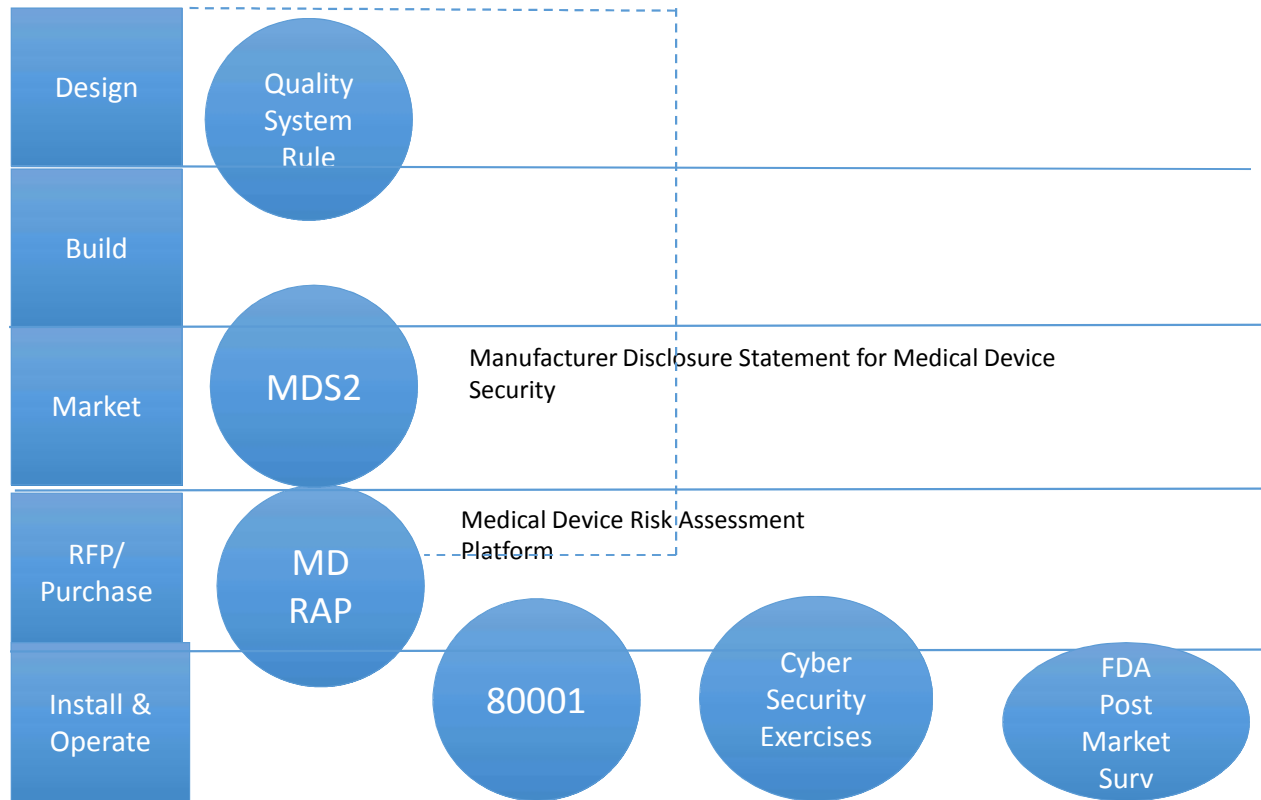 Design
Quality
System
Rule
Build
Market
MDS2
Manufacturer Disclosure Statement for Medical Device
Security
RFP/
Purchase
MD
RAP
Medical Device Risk Assessment
Platform
Install &
Operate
80001
Cyber
Security
Exercises
FDA
Post
Market
Surv